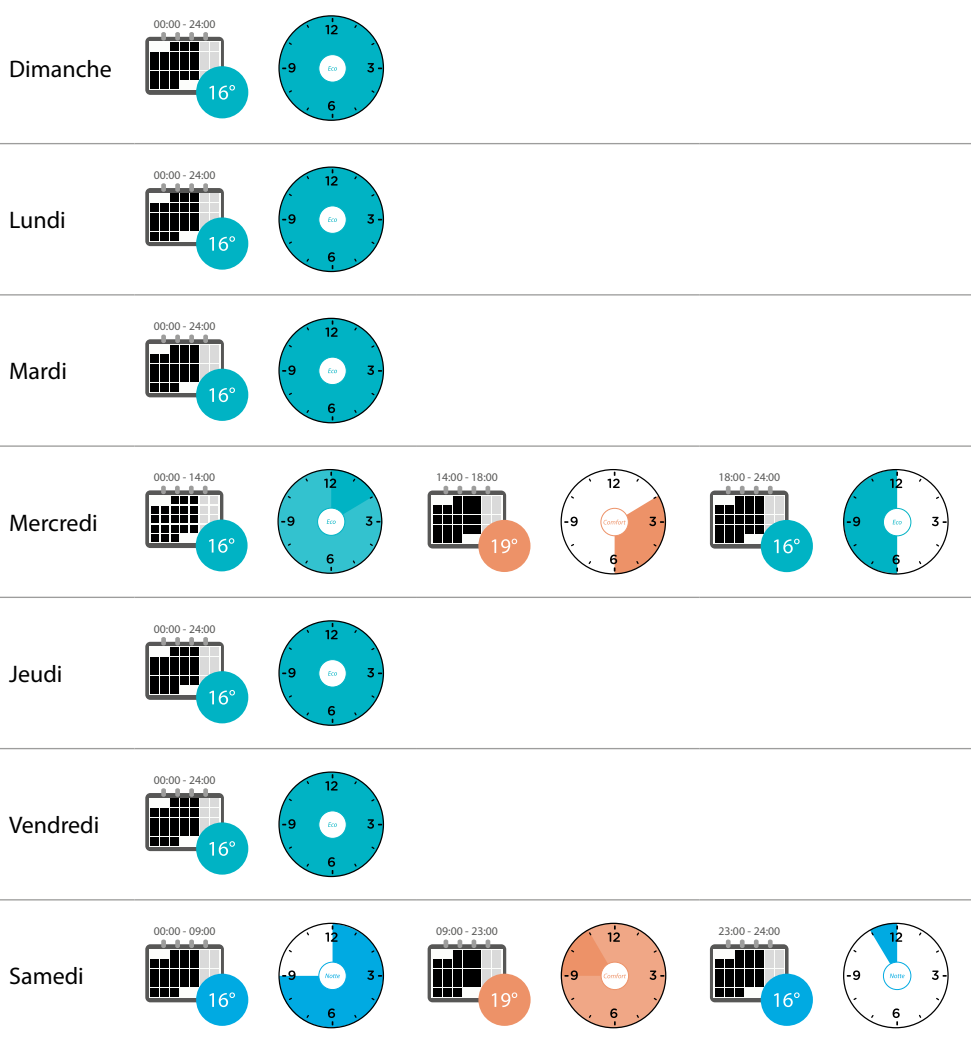 00:00 - 24:00
Dimanche 16° 12 9 Eco 3 6
00:00 - 24:00
Lundi 16° 12 9 Eco 3 6
00:00 - 24:00
Mardi 16° 12 9 Eco 3 6
00:00 - 14:00 14:00 - 18:00 18:00 - 24:00
Mercredi 16° 12 9 Eco 3 6 19° 12 9 Comfort 3 6 16° 12 9 Eco 3 6
00:00 - 24:00
Jeudi 16° 12 9 Eco 3 6
00:00 - 24:00
Vendredi 16° 12 9 Eco 3 6
00:00 - 09:00 09:00 - 23:00 23:00 - 24:00
Samedi 16° 12 9 Notte 3 6 19° 12 9 Comfort 3 6 16° 12 9 Notte 3 6